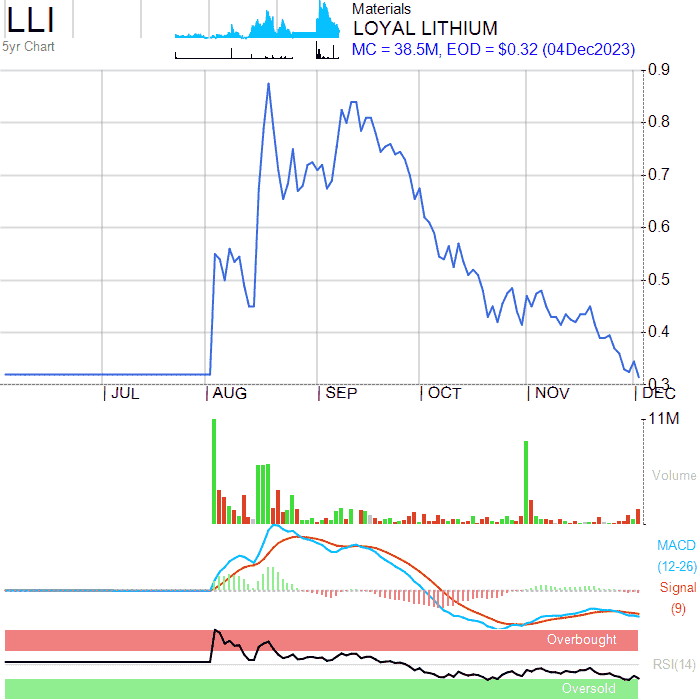 LLI
5yr Chart
Materials
LOYAL LITHIUM
MC = 38.5M, EOD = $0.32 (04Dec2023)
0.9
0.8
0.7
0.6
0.5
0.4
0.3
JUL AUG SEP OCT NOV DEC
11M
Volume
MACD
(12-26)
Signal
(9)
Overbought
RSI(14)
Oversold